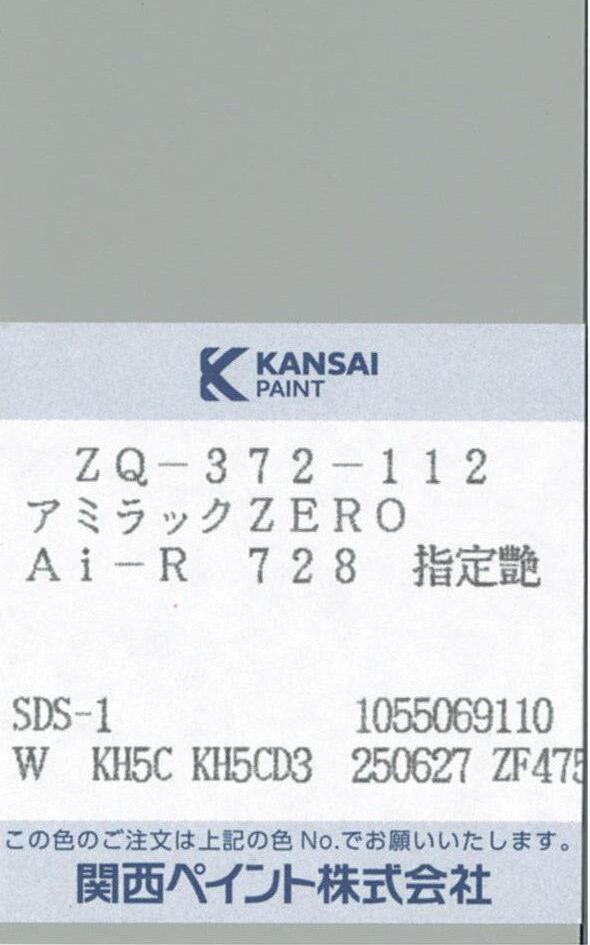 KANSAI
PAINT
ZQ-372-112
アミラックZERO
Ai-R 728 指定艶
SDS-1 1055069110
W KH5C KH5CD3 250627 ZF475
この色のご注文は上記の色No.でお願いいたします。
関西ペイント株式会社